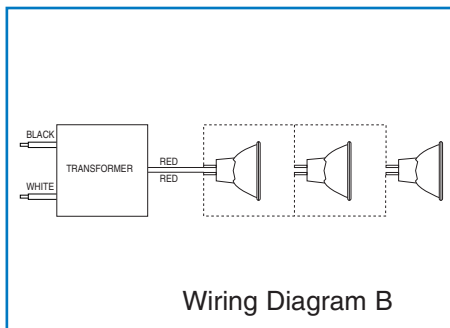 BLACK
RED
TRANSFORMER
RED
WHITE
Wiring Diagram B